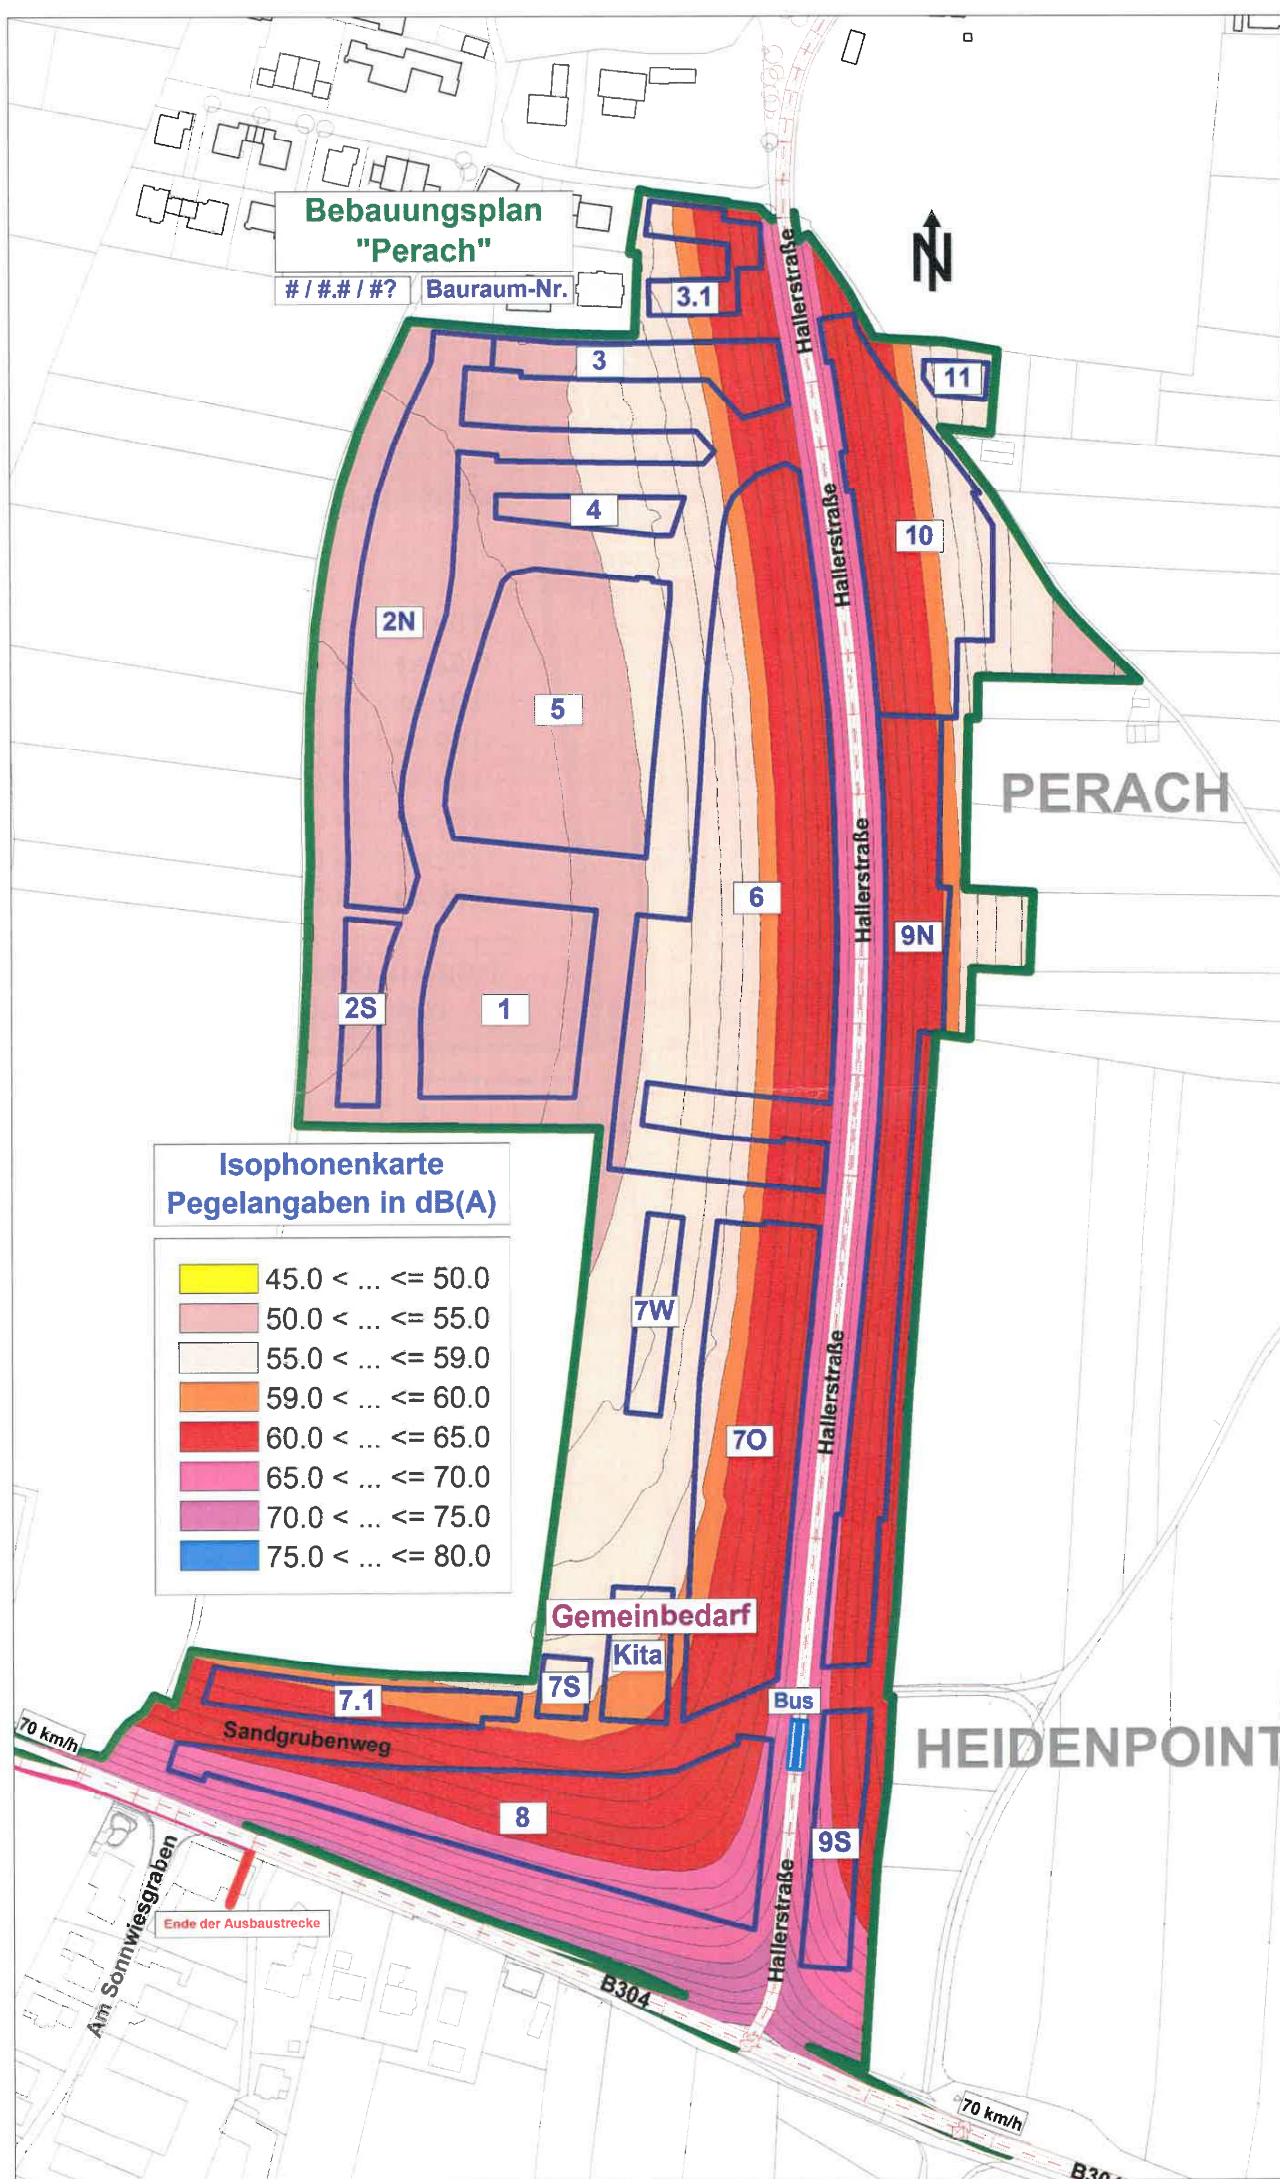 Bebauungsplan
"Perach"
# / #.# / #?
Bauraum-Nr.
Hallerstraße
3.1
3
11
4
10
Hallerstraße
N
2N
5
PERACH
Hallerstraße
6
9N
2S
1
Isophonenkarte
Pegelangaben in dB(A)
45.0 < ... <= 50.0
50.0 < ... <= 55.0
55.0 < ... <= 59.0
59.0 < ... <= 60.0
60.0 < ... <= 65.0
65.0 < ... <= 70.0
70.0 < ... <= 75.0
75.0 < ... <= 80.0
7W
Hallerstraße
7O
Gemeinbedarf
Kita
7S
7.1
Bus
70 km/h
Sandgrubenweg
HEIDENPOINT
8
9S
Am Sonnwiesgraben
Ende der Ausbaustrecke
Hallerstraße
B304
70 km/h